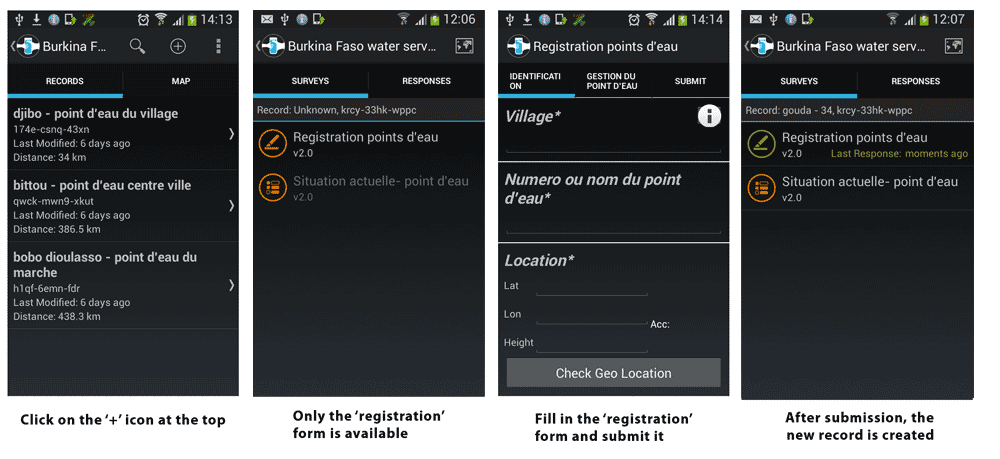 14:13
Burkina F...
RECORDS
MAP
djibo - point d'eau du village
174e-csnq-43xn
Last Modified: 6 days ago
Distance: 34 km
bittou - point d'eau centre ville
qwck-mwn9-xkut
Last Modified: 6 days ago
Distance: 386.5 km
bobo dioulasso - point d'eau du
marche
h1qf-6emn-fdr
Last Modified: 6 days ago
Distance: 438.3 km
Click on the ‘+’ icon at the top
12:06
Burkina Faso water serv...
SURVEYS
RESPONSES
Record: Unknown, krcy-33hk-wppc
Registration points d'eau
v2.0
Situation actuelle- point d'eau
v2.0
Only the ‘registration’
form is available
14:14
Registration points d'eau
IDENTIFICATI
ON
GESTION DU
POINT D'EAU
SUBMIT
Village*
Numero ou nom du point
d'eau*
Location*
Lat
Lon
Acc:
Height
Check Geo Location
Fill in the ‘registration’
form and submit it
12:07
Burkina Faso water serv...
SURVEYS
RESPONSES
Record: gouda - 34, krcy-33hk-wppc
Registration points d'eau
v2.0 Last Response: moments ago
Situation actuelle- point d'eau
v2.0
After submission, the
new record is created